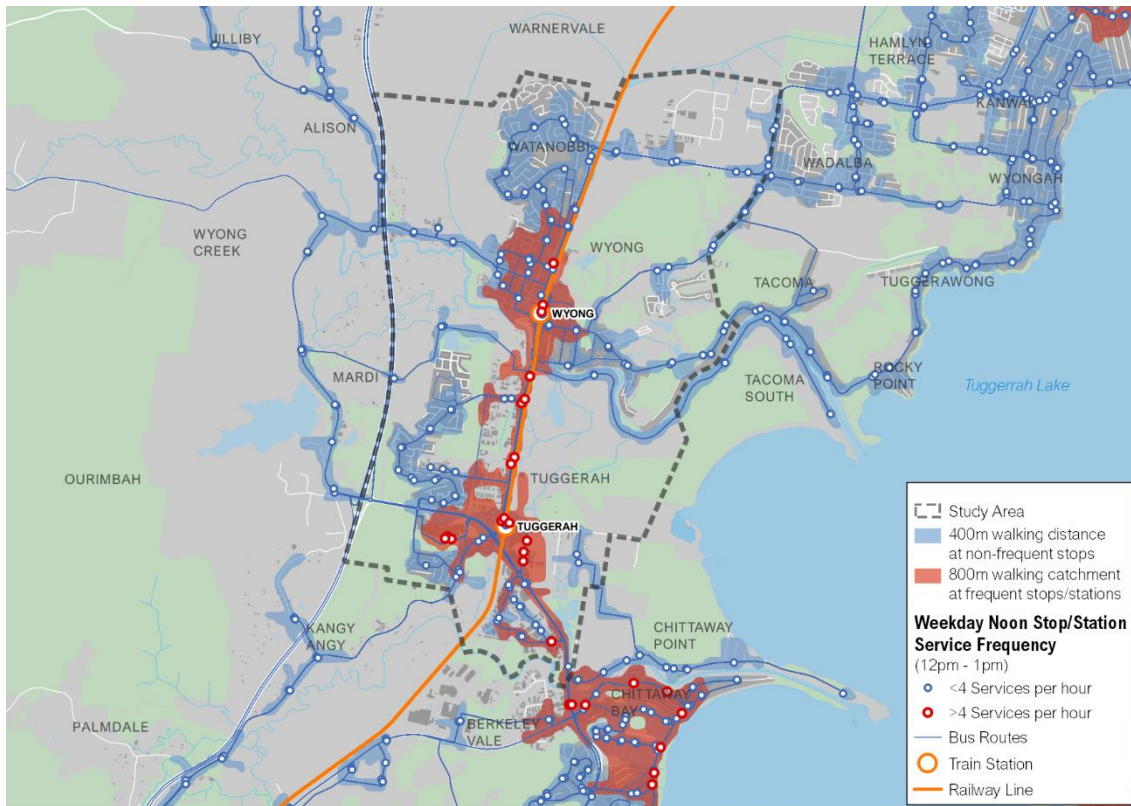 JILLIBY
WARNERVALE
HAMLYN
TERRACE
KANWAL
ALISON
WATANOBBI
WADALBA
WYONGAH
WYONG
CREEK
WYONG
TACOMA
TUGGERAWONG
WYONG
MARDI
ROCKY
POINT
TACOMA
SOUTH
Tuggerrah Lake
OURIMBAH
TUGGERAH
TUGGERAH
KANGY
ANGY
CHITTAWAY
POINT
CHITTAWAY
BAY
PALMDALE
BERKELEY
VALE
Study Area
400m walking distance
at non-frequent stops
800m walking catchment
at frequent stops/stations
Weekday Noon Stop/Station
Service Frequency
(12pm - 1pm)
<4 Services per hour
>4 Services per hour
Bus Routes
Train Station
Railway Line